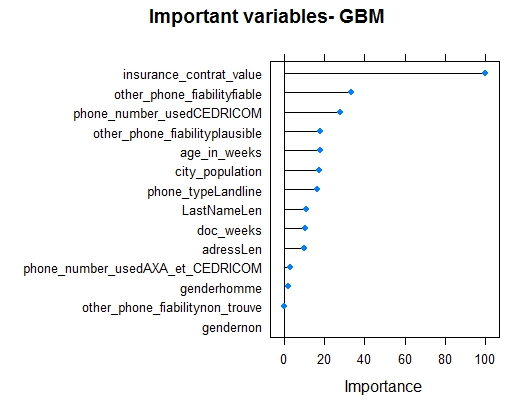 Important variables- GBM
insurance_contrat_value
other_phone_fiabilityfiable
phone_number_usedCEDRICOM
other_phone_fiabilityplausible
age_in_weeks
city_population
phone_typeLandline
LastNameLen
doc_weeks
adressLen
phone_number_usedAXA_et_CEDRICOM
genderhomme
other_phone_fiabilitynon_trouve
gendernon
0 20 40 60 80 100
Importance